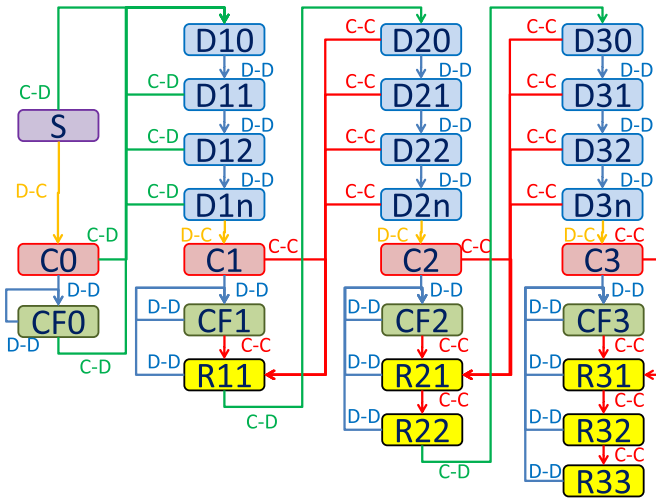 D10 C-C D20 C-C D30
D-D D-D D-D
C-D D11 C-C D21 C-C D31
S D-D D-D D-D
C-D D12 C-C D22 C-C D32
D-C D-D D-D D-D
C-D D1n C-C D2n C-C D3n
C-D D-C C-C D-C C-C D-C C-C
C0 C1 C2 C3
D-D D-D D-D D-D
CF0 D-D CF1 D-D CF2 D-D CF3
D-D C-C C-C C-C
C-D D-D R11 D-D R21 D-D R31
C-C C-C
C-D D-D R22 D-D R32
C-D C-C
D-D R33